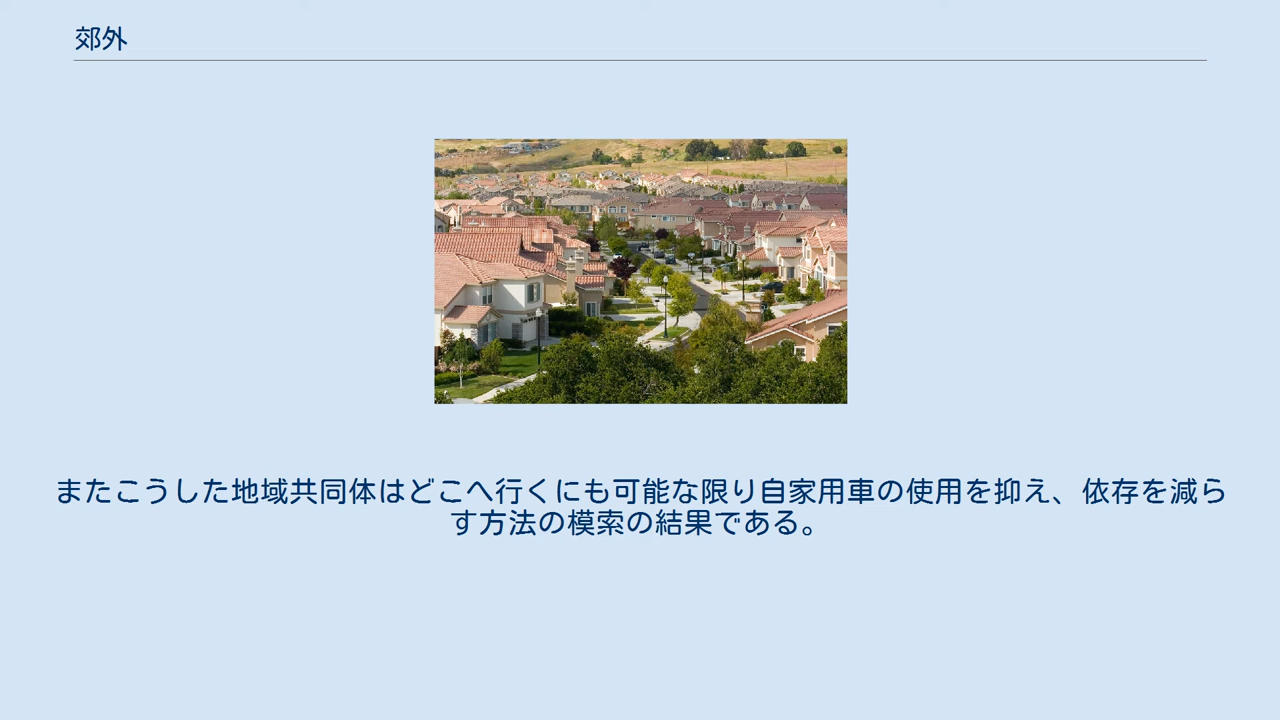 郊外
またこうした地域共同体はどこへ行くにも可能な限り自家用車の使用を抑え、依存を減ら
す方法の模索の結果である。